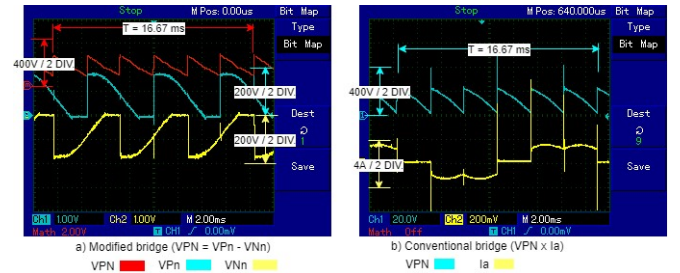 Stop
M Pos: 0.00us
Bit Map
Type
Bit Map
Dest
1
Save
T = 16.67 ms
400V / 2 DIV.
200V / 2 DIV.
200V / 2 DIV.
Ch1 1.00V
Ch2 1.00V
M 2.00ms
Math 2.00V
CH1
0.00mV
a) Modified bridge (VPN = VPn - VNn)
VPN
VPn
VNn
Stop
M Pos: 640.000us
Bit Map
Type
Bit Map
Dest
9
Save
T = 16.67 ms
400V / 2 DIV.
4A / 2 DIV.
Ch1 20.0V
Ch2 200mV
M 2.00ms
Math Off
CH1
0.00mV
b) Conventional bridge (VPN x Ia)
VPN
Ia